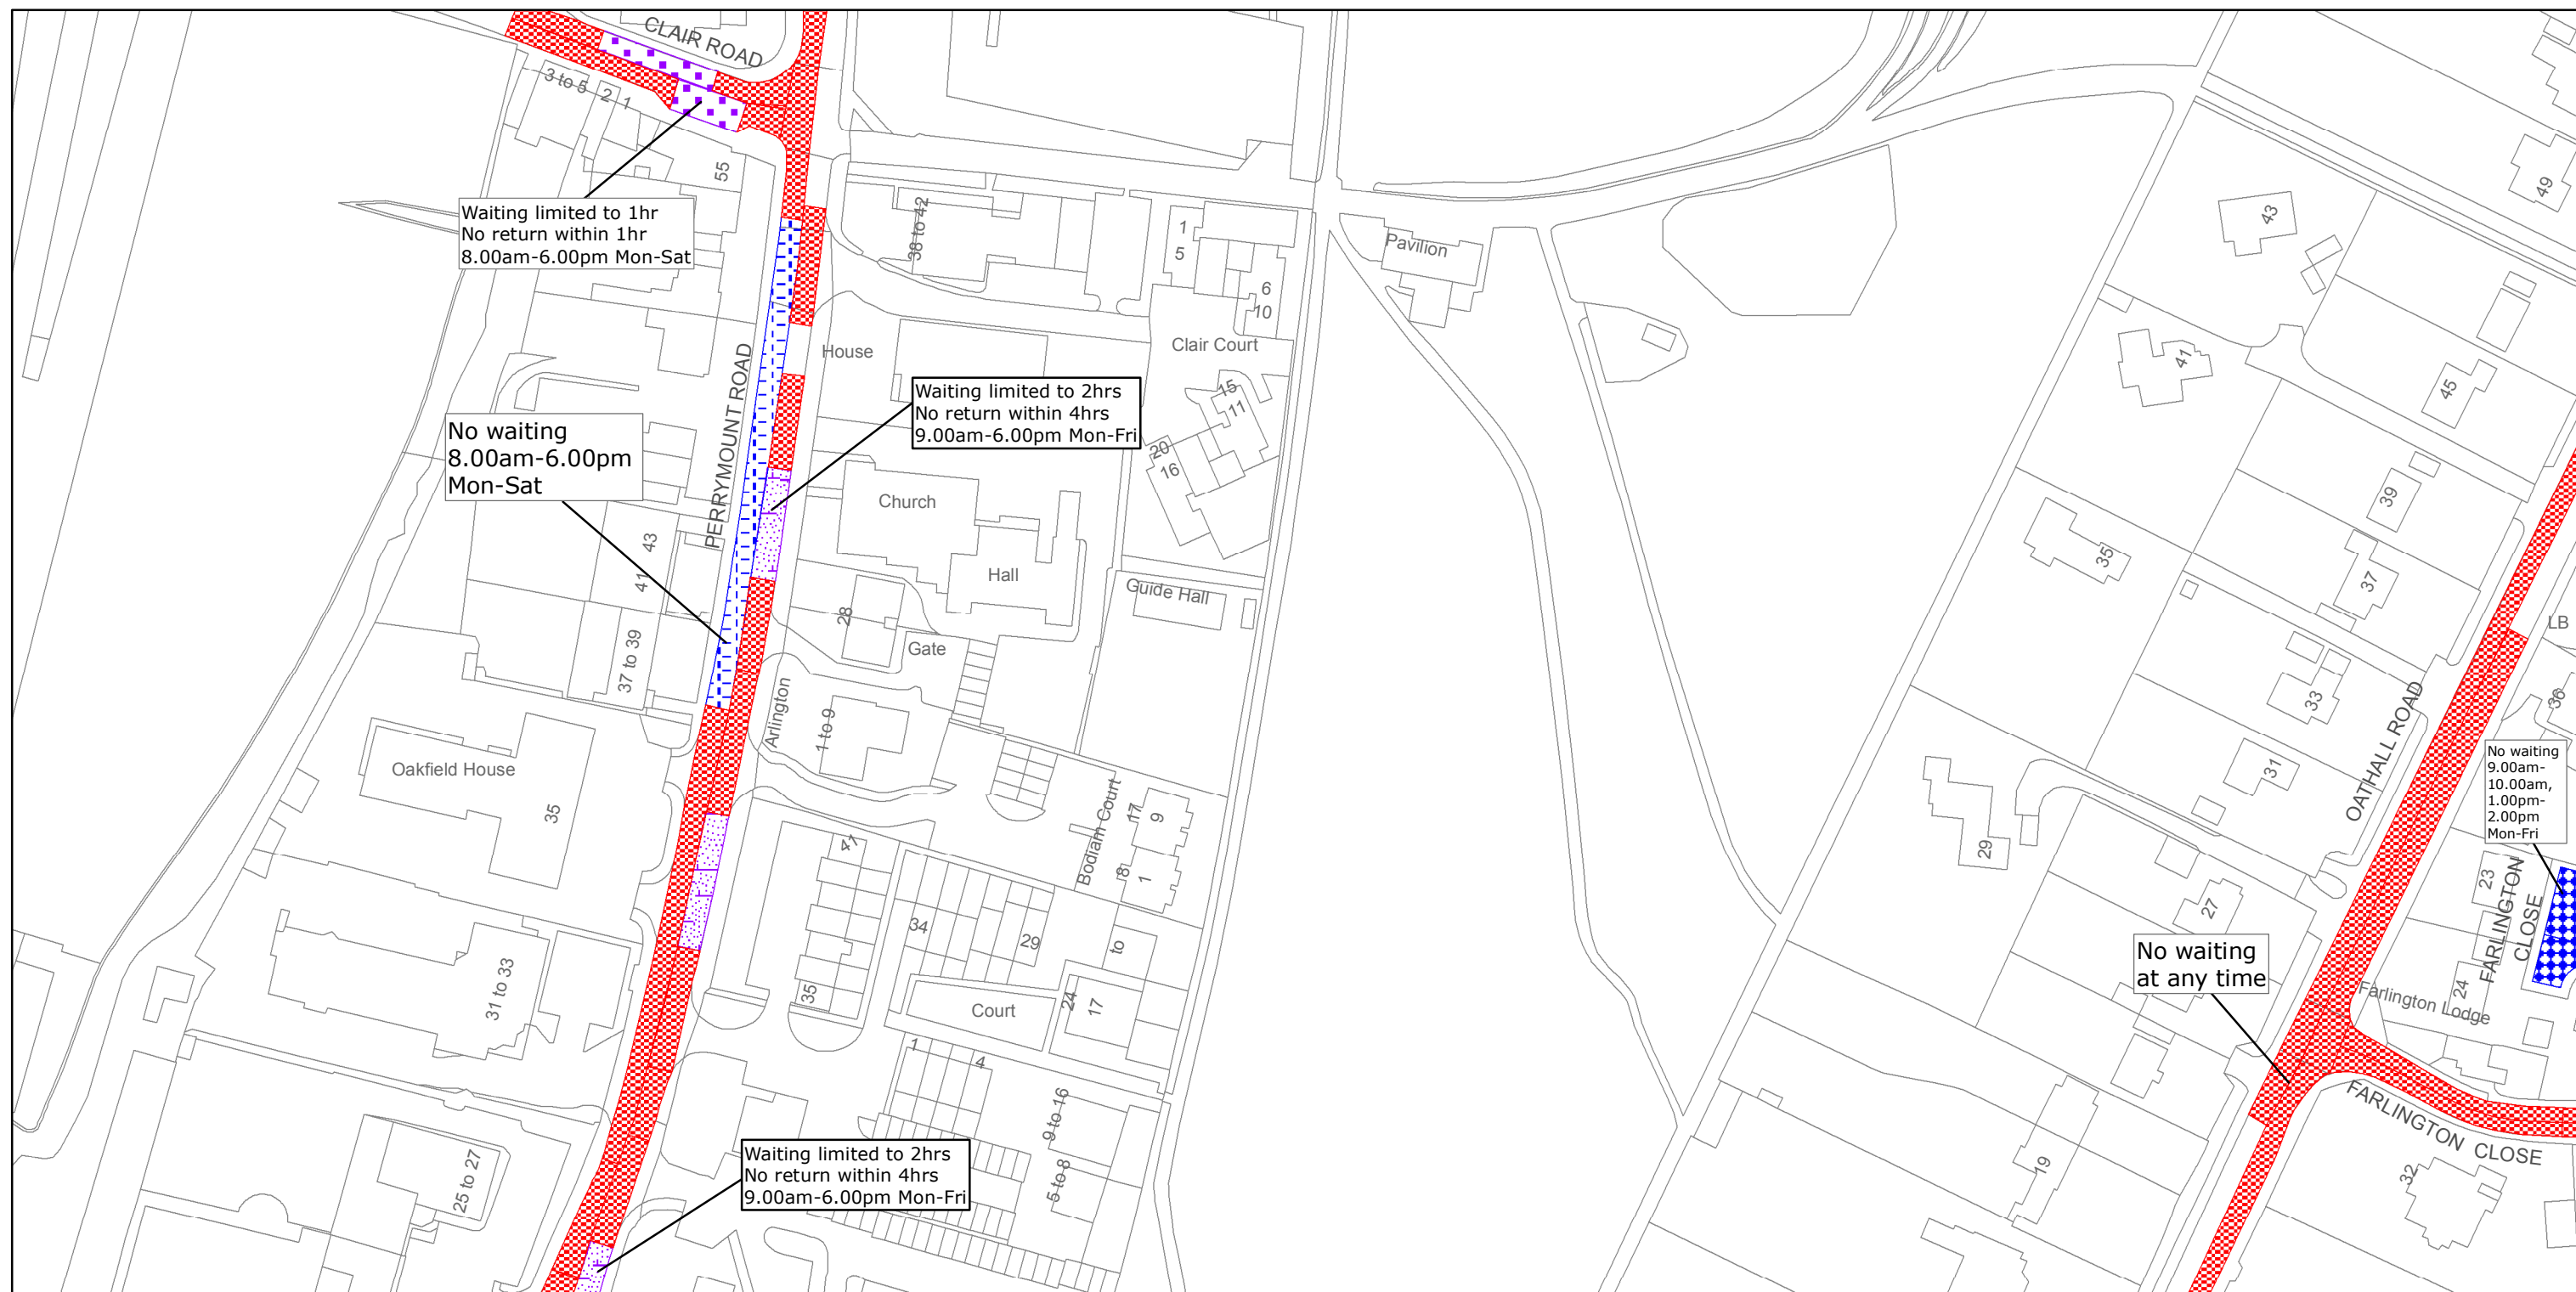 CLAIR ROAD
3 to 5
2
1
55
Waiting limited to 1hr
No return within 1hr
8.00am-6.00pm Mon-Sat
38 to 42
1
5
6
10
Pavilion
Clair Court
House
PERRYMOUNT ROAD
Waiting limited to 2hrs
No return within 4hrs
9.00am-6.00pm Mon-Fri
No waiting
8.00am-6.00pm
Mon-Sat
15
11
20
16
Church
Hall
Guide Hall
43
41
28
Gate
37 to 39
Arlington
1 to 9
Oakfield House
35
Bodiam Court
17
9
8
1
47
34
29
to
31 to 33
35
Court
24
17
1
4
9 to 16
5 to 8
25 to 27
Waiting limited to 2hrs
No return within 4hrs
9.00am-6.00pm Mon-Fri
49
43
41
45
39
35
37
LB
33
36
31
OATHALL ROAD
29
27
No waiting
9.00am-
10.00am,
1.00pm-
2.00pm
Mon-Fri
23
FARLINGTON
CLOSE
24
Farlington Lodge
No waiting
at any time
FARLINGTON CLOSE
19
32